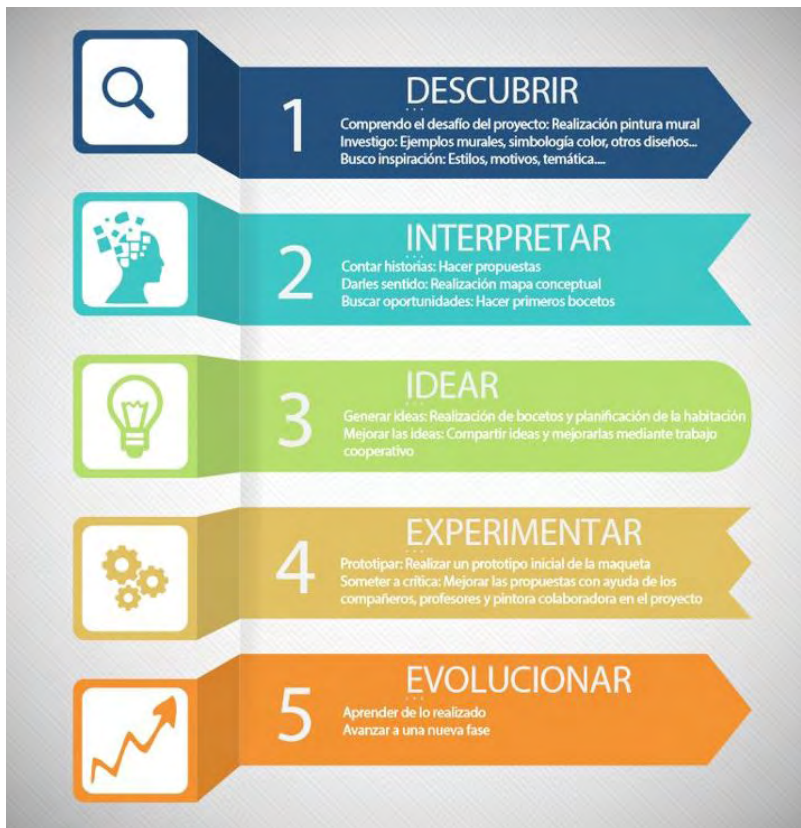 1
DESCUBRIR
Comprendo el desafío del proyecto: Realización pintura mural
Investigo: Ejemplos murales, simbología color, otros diseños...
Busco inspiración: Estilos, motivos, temática....
2
INTERPRETAR
Contar historias: Hacer propuestas
Darles sentido: Realización mapa conceptual
Buscar oportunidades: Hacer primeros bocetos
3
IDEAR
Generar ideas: Realización de bocetos y planificación de la habitación
Mejorar las ideas: Compartir ideas y mejorarlas mediante trabajo
cooperativo
4
EXPERIMENTAR
Prototipar: Realizar un prototipo inicial de la maqueta
Someter a crítica: Mejorar las propuestas con ayuda de los
compañeros, profesores y pintora colaboradora en el proyecto
5
EVOLUCIONAR
Aprender de lo realizado
Avanzar a una nueva fase